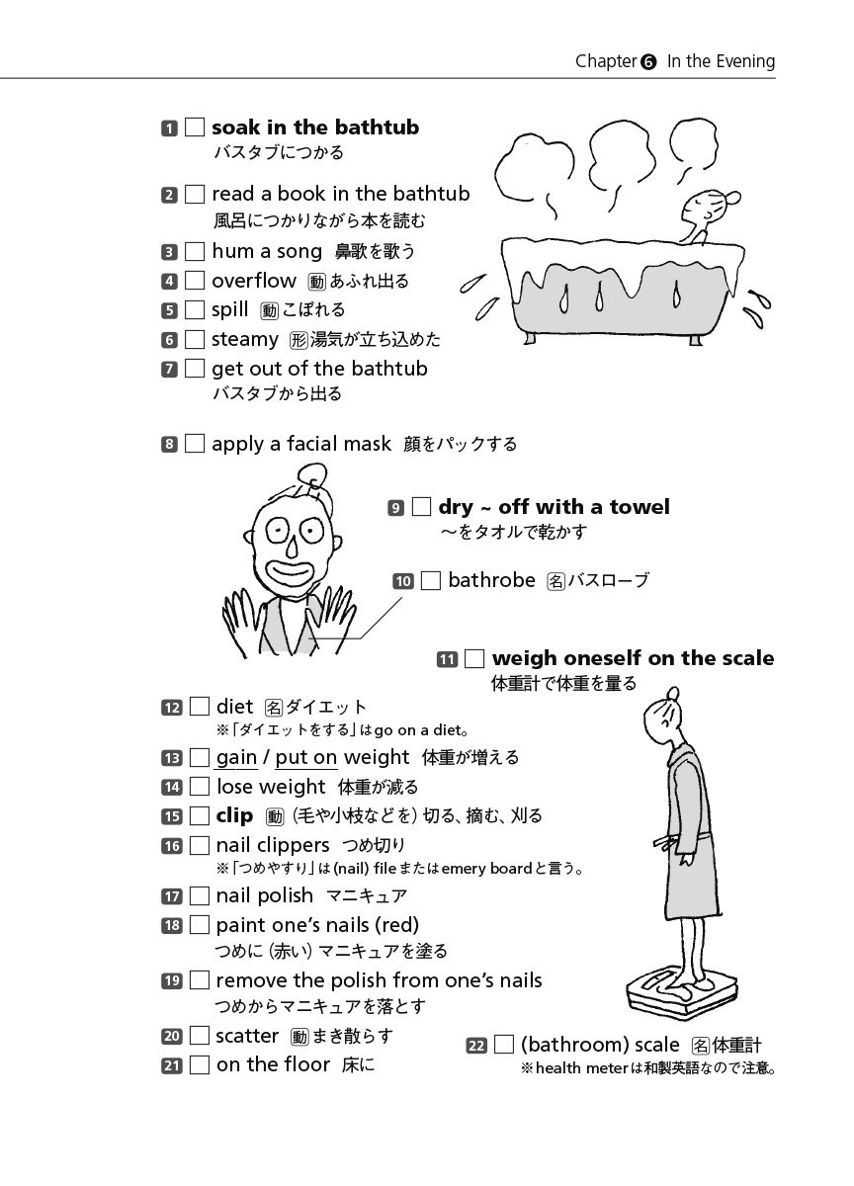 Chapter❻ In the Evening
1 □ soak in the bathtub
バスタブにつかる
2 □ read a book in the bathtub
風呂につかりながら本を読む
3 □ hum a song 鼻歌を歌う
4 □ overflow 動あふれ出る
5 □ spill 動こぼれる
6 □ steamy 形湯気が立ち込めた
7 □ get out of the bathtub
バスタブから出る
8 □ apply a facial mask 顔をパックする
9 □ dry ~ off with a towel
～をタオルで乾かす
10 □ bathrobe 名バスローブ
11 □ weigh oneself on the scale
体重計で体重を量る
12 □ diet 名ダイエット
※「ダイエットをする」はgo on a diet。
13 □ gain / put on weight 体重が増える
14 □ lose weight 体重が減る
15 □ clip 動（毛や小枝などを）切る、摘む、刈る
16 □ nail clippers つめ切り
※「つめやすり」は(nail) fileまたはemery boardと言う。
17 □ nail polish マニキュア
18 □ paint one's nails (red)
つめに（赤い）マニキュアを塗る
19 □ remove the polish from one's nails
つめからマニキュアを落とす
20 □ scatter 動まき散らす
21 □ on the floor 床に
22 □ (bathroom) scale 名体重計
※health meterは和製英語なので注意。